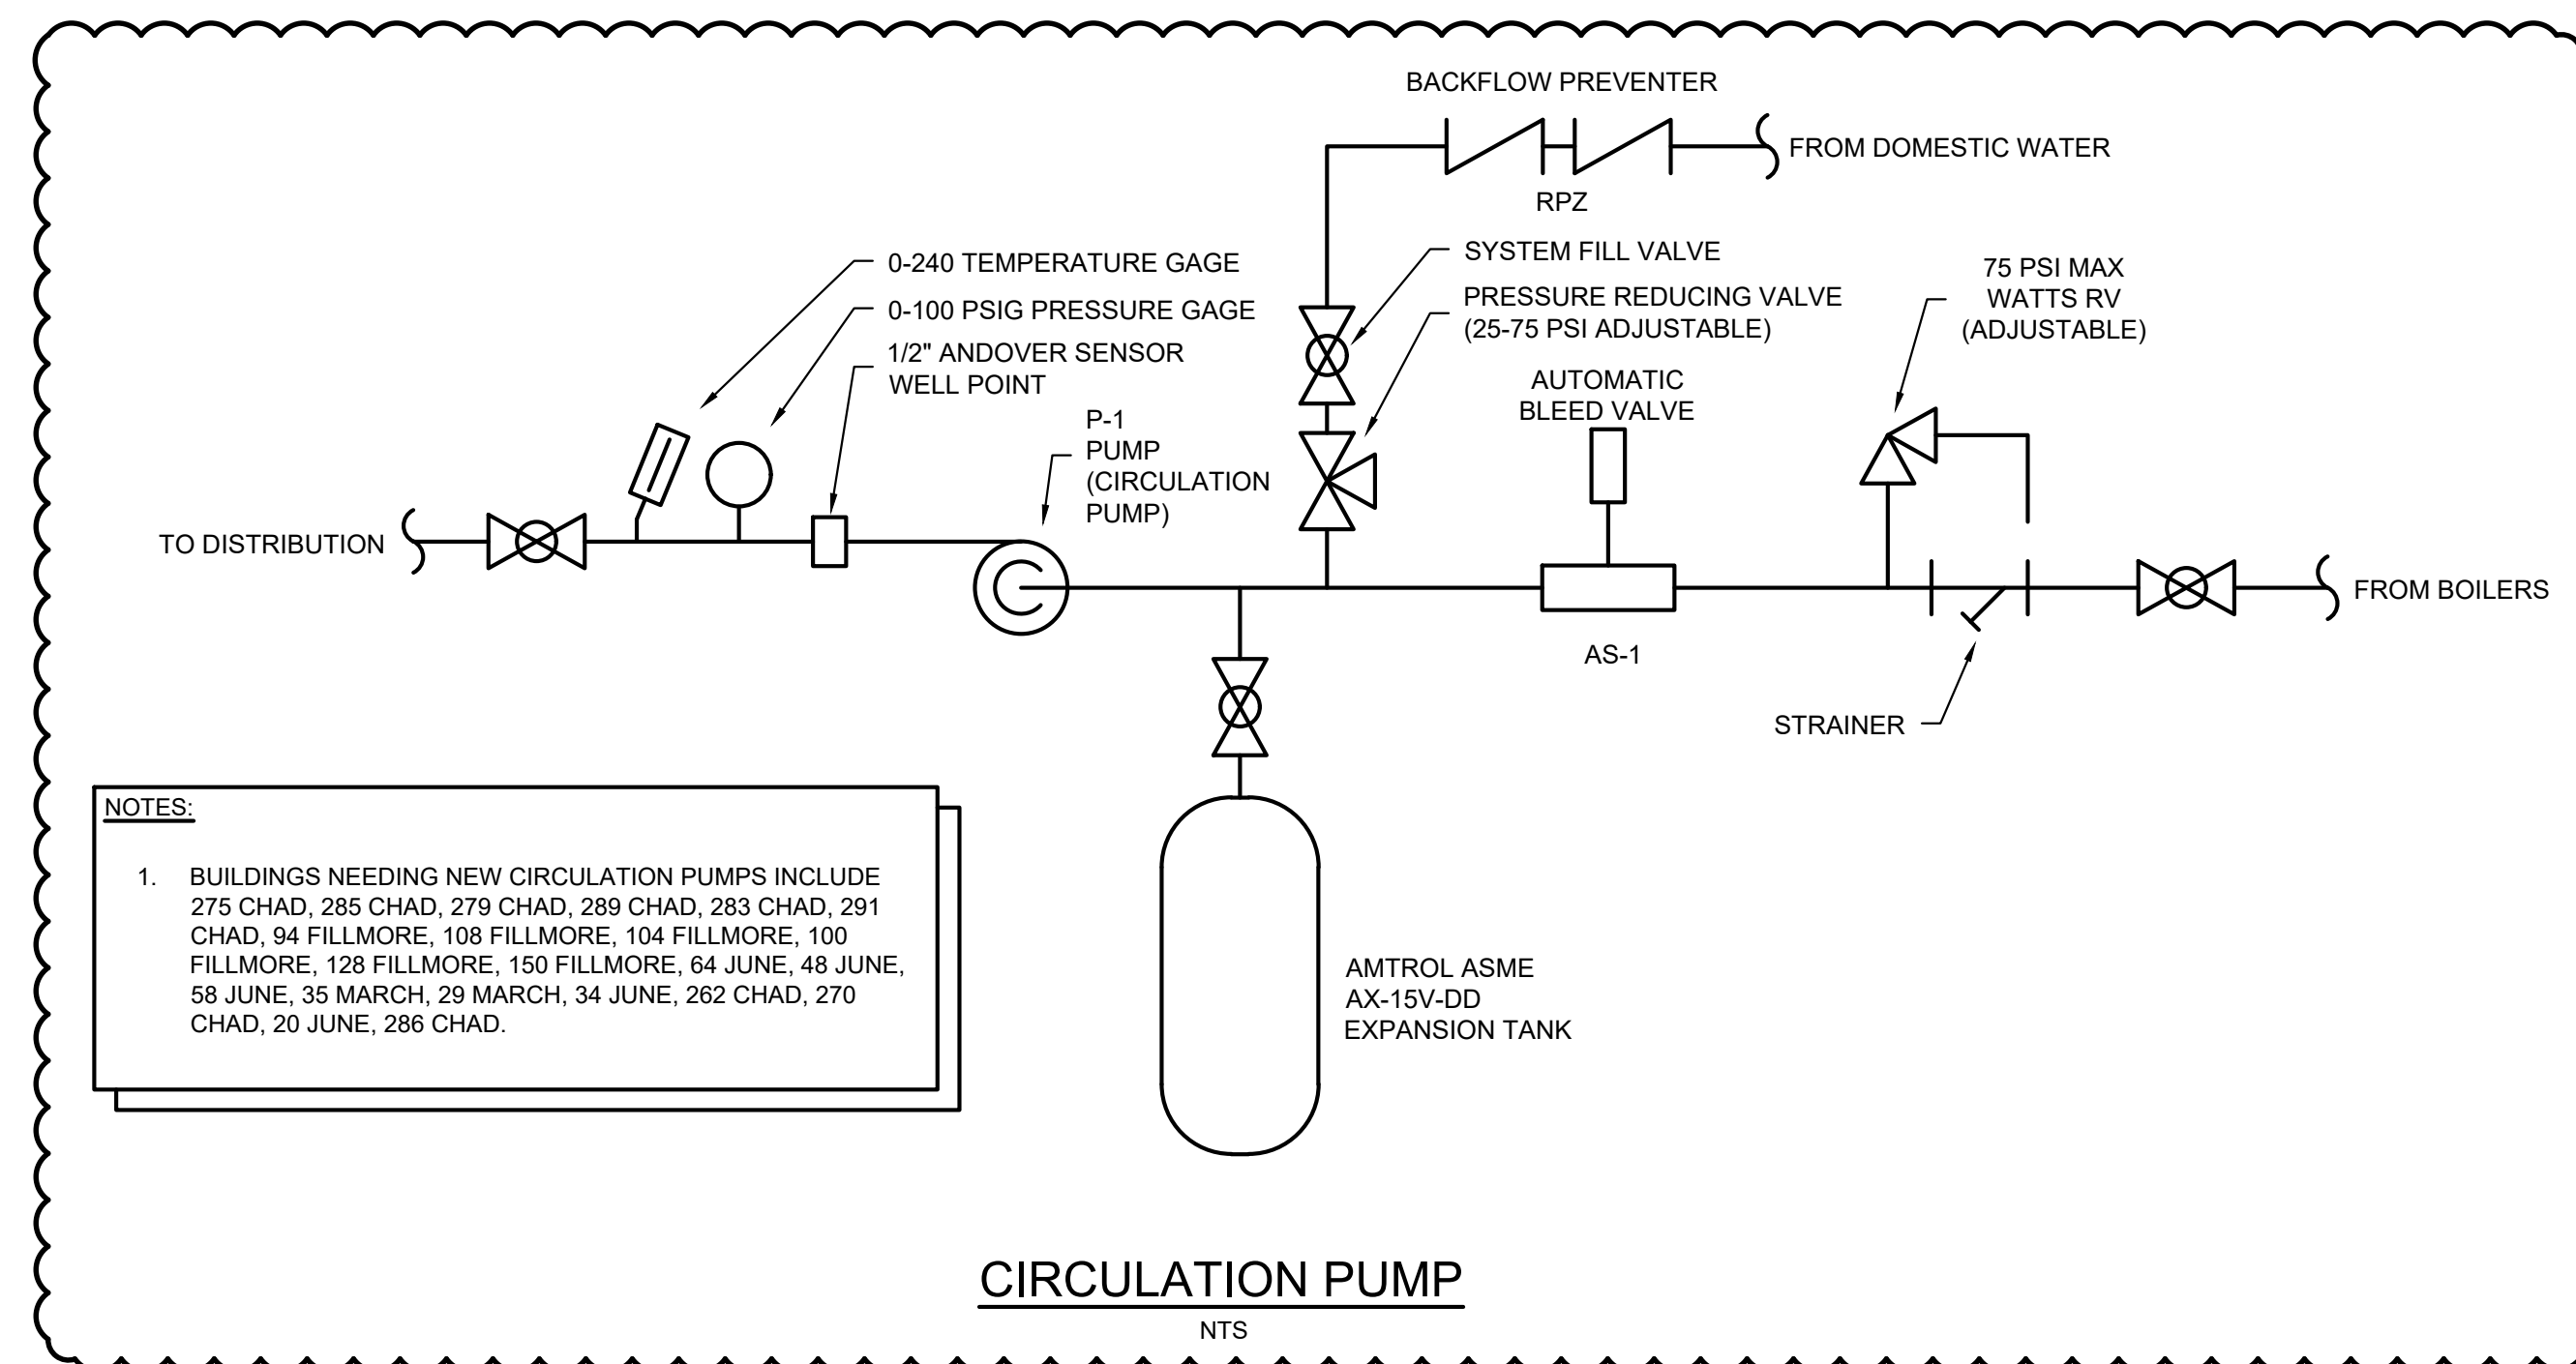 BACKFLOW PREVENTER
FROM DOMESTIC WATER
RPZ
0-240 TEMPERATURE GAGE
0-100 PSIG PRESSURE GAGE
1/2" ANDOVER SENSOR
WELL POINT
SYSTEM FILL VALVE
PRESSURE REDUCING VALVE
(25-75 PSI ADJUSTABLE)
75 PSI MAX
WATTS RV
(ADJUSTABLE)
AUTOMATIC
BLEED VALVE
P-1
PUMP
(CIRCULATION
PUMP)
TO DISTRIBUTION
FROM BOILERS
AS-1
STRAINER
NOTES:
1. BUILDINGS NEEDING NEW CIRCULATION PUMPS INCLUDE
275 CHAD, 285 CHAD, 279 CHAD, 289 CHAD, 283 CHAD, 291
CHAD, 94 FILLMORE, 108 FILLMORE, 104 FILLMORE, 100
FILLMORE, 128 FILLMORE, 150 FILLMORE, 64 JUNE, 48 JUNE,
58 JUNE, 35 MARCH, 29 MARCH, 34 JUNE, 262 CHAD, 270
CHAD, 20 JUNE, 286 CHAD.
AMTROL ASME
AX-15V-DD
EXPANSION TANK
CIRCULATION PUMP
NTS